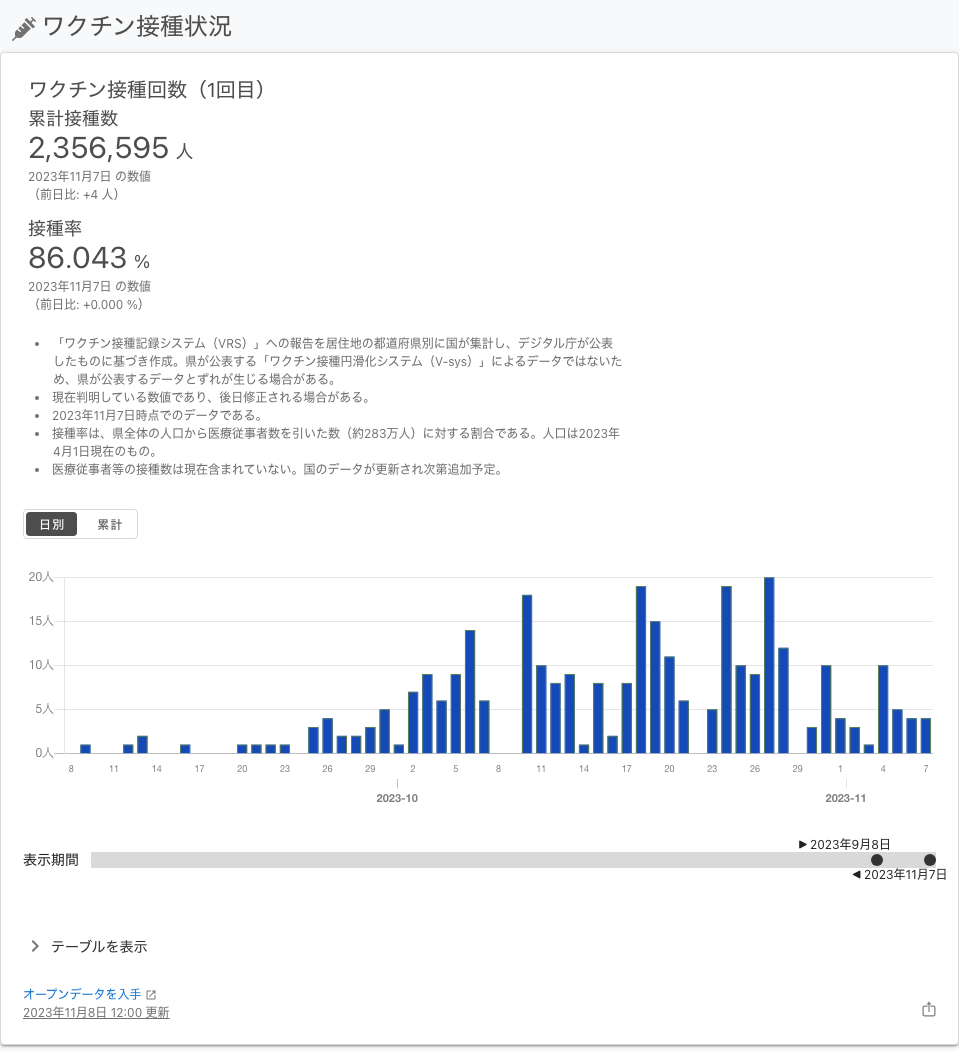 ワクチン接種状況
ワクチン接種回数（1回目）
累計接種数
2,356,595 人
2023年11月7日 の数値
（前日比: +4 人）
接種率
86.043 %
2023年11月7日 の数値
（前日比: +0.000 %）
• 「ワクチン接種記録システム（VRS）」への報告を居住地の都道府県別に国が集計し、デジタル庁が公表
したものに基づき作成。県が公表する「ワクチン接種円滑化システム（V-sys）」によるデータではないた
め、県が公表するデータとずれが生じる場合がある。
• 現在判明している数値であり、後日修正される場合がある。
• 2023年11月7日時点でのデータである。
• 接種率は、県全体の人口から医療従事者数を引いた数（約283万人）に対する割合である。人口は2023年
4月1日現在のもの。
• 医療従事者等の接種数は現在含まれていない。国のデータが更新され次第追加予定。
日別 累計
20人
15人
10人
5人
0人
8 11 14 17 20 23 26 29 2 5 8 11 14 17 20 23 26 29 1 4 7
2023-10 2023-11
▶ 2023年9月8日
表示期間
◀ 2023年11月7日
テーブルを表示
オープンデータを入手
2023年11月8日 12:00 更新